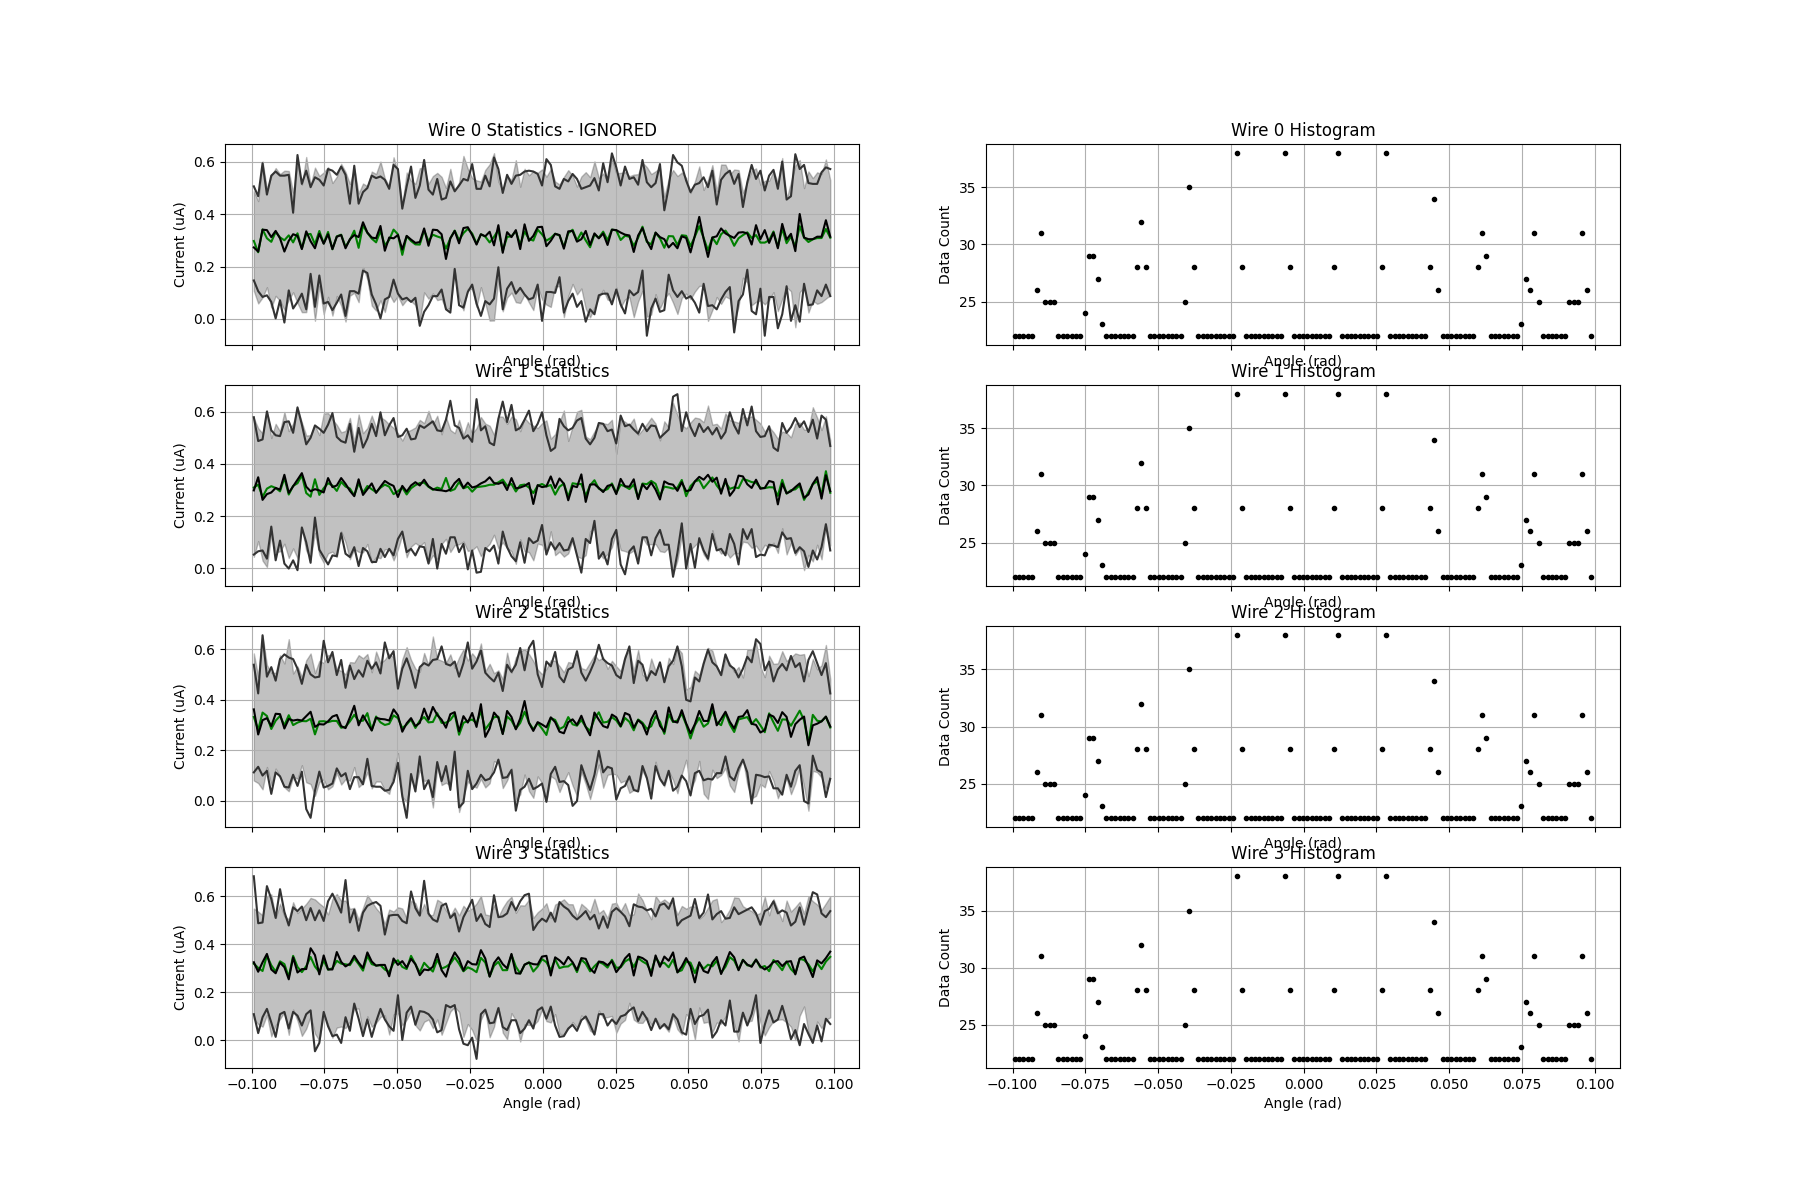 Wire 0 Statistics - IGNORED
Current (uA)
0.6
0.4
0.2
0.0
Angle (rad)
Wire 0 Histogram
Data Count
35
30
25
Angle (rad)
Wire 1 Statistics
Current (uA)
0.6
0.4
0.2
0.0
Angle (rad)
Wire 1 Histogram
Data Count
35
30
25
Angle (rad)
Wire 2 Statistics
Current (uA)
0.6
0.4
0.2
0.0
Angle (rad)
Wire 2 Histogram
Data Count
35
30
25
Angle (rad)
Wire 3 Statistics
Current (uA)
0.6
0.4
0.2
0.0
−0.100 −0.075 −0.050 −0.025 0.000 0.025 0.050 0.075 0.100
Angle (rad)
Wire 3 Histogram
Data Count
35
30
25
−0.100 −0.075 −0.050 −0.025 0.000 0.025 0.050 0.075 0.100
Angle (rad)